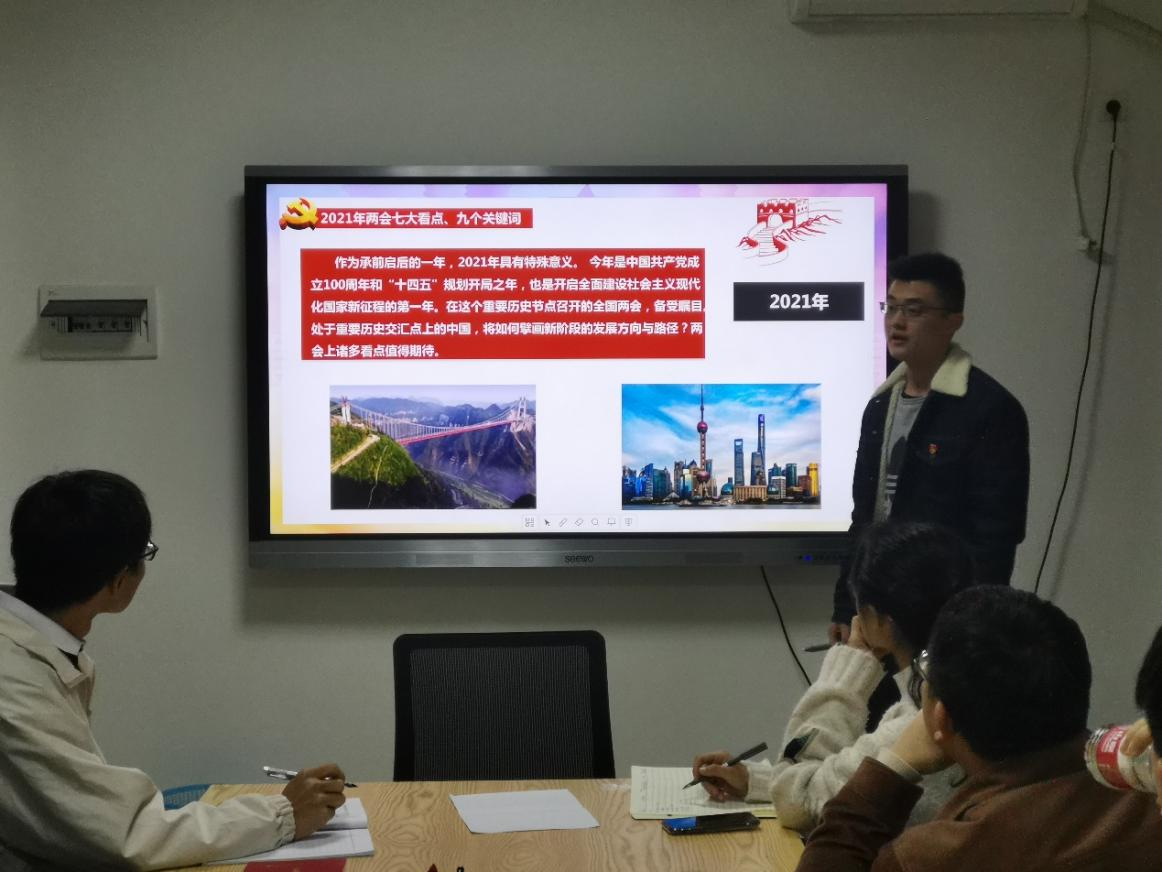 2021年两会七大看点、九个关键词
作为承前启后的一年，2021年具有特殊意义。 今年是中国共产党成
立100周年和“十四五”规划开局之年，也是开启全面建设社会主义现代
化国家新征程的第一年。在这个重要历史节点召开的全国两会，备受瞩目。
处于重要历史交汇点上的中国，将如何擘画新阶段的发展方向与路径？两
会上诸多看点值得期待。
2021年
seewo